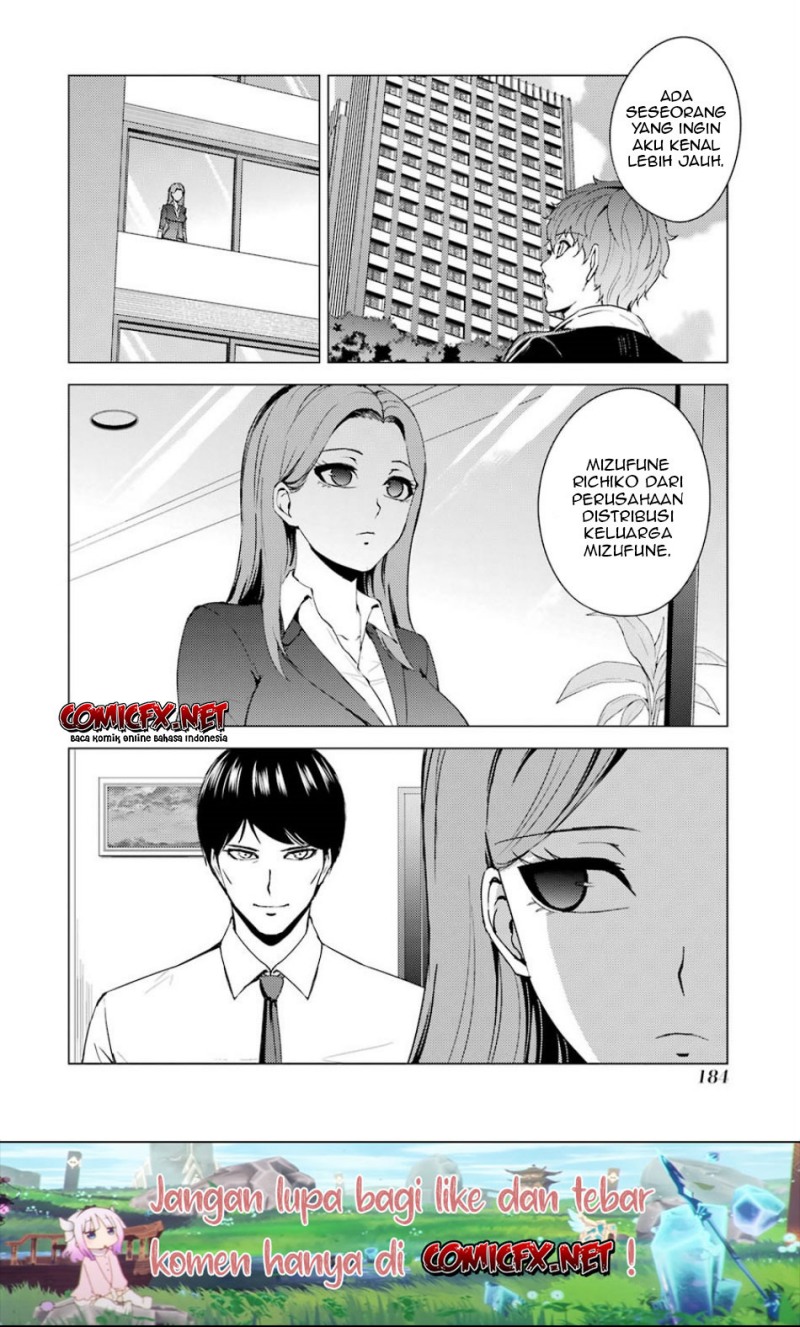 ADA
SESEORANG
YANG INGIN
AKU KENAL
LEBIH JAUH.
MIZUFUNE
RICHIKO DARI
PERUSAHAAN
DISTRIBUSI
KELUARGA
MIZUFUNE.
COMICFX.NET
Baca Komik Online Bahasa Indonesia
184
Jangan lupa bagi like dan tebar
komen hanya di COMICFX.NET !